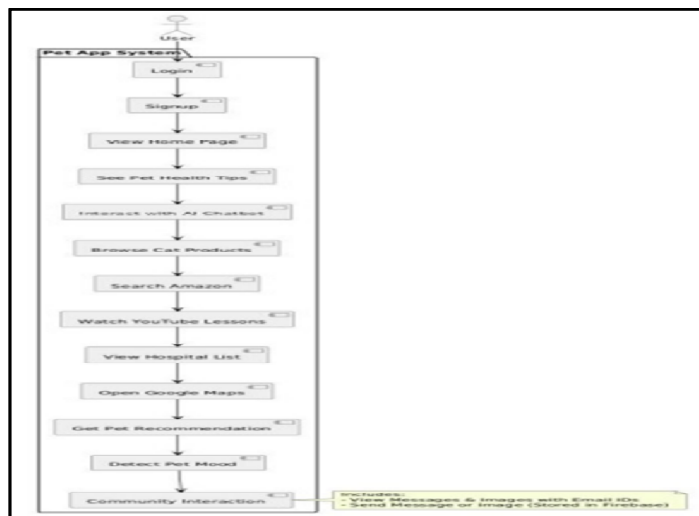 User
Pet App System
Login
Signup
View Home Page
See Pet Health Tips
Interact with AI Chatbot
Browse Cat Products
Search Amazon
Watch YouTube Lessons
View Hospital List
Open Google Maps
Get Pet Recommendation
Detect Pet Mood
Community Interaction
Includes:
- View Messages & Images with Email IDs
- Send Message or Image (Stored in Firebase)